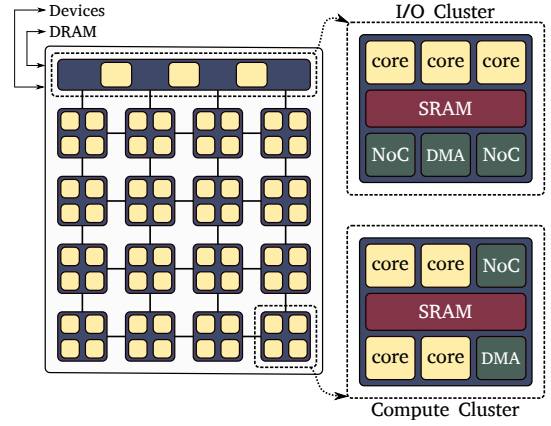 Devices
DRAM
I/O Cluster
core core core
SRAM
NoC DMA NoC
core core NoC
SRAM
core core DMA
Compute Cluster